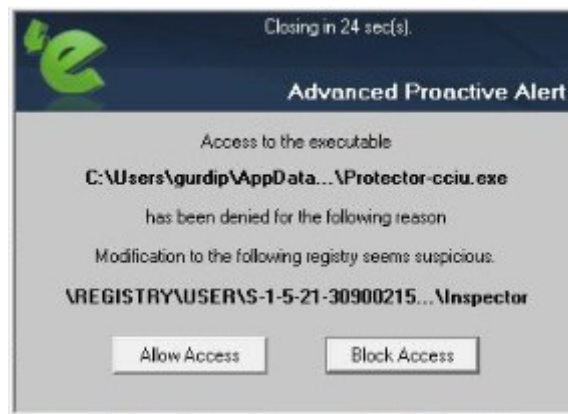 Closing in 24 sec(s).
Advanced Proactive Alert
Access to the executable
C:\Users\gurdip\AppData...\Protector-cciu.exe
has been denied for the following reason
Modification to the following registry seems suspicious.
\REGISTRY\USER\S-1-5-21-30900215...\Inspector
Allow Access
Block Access